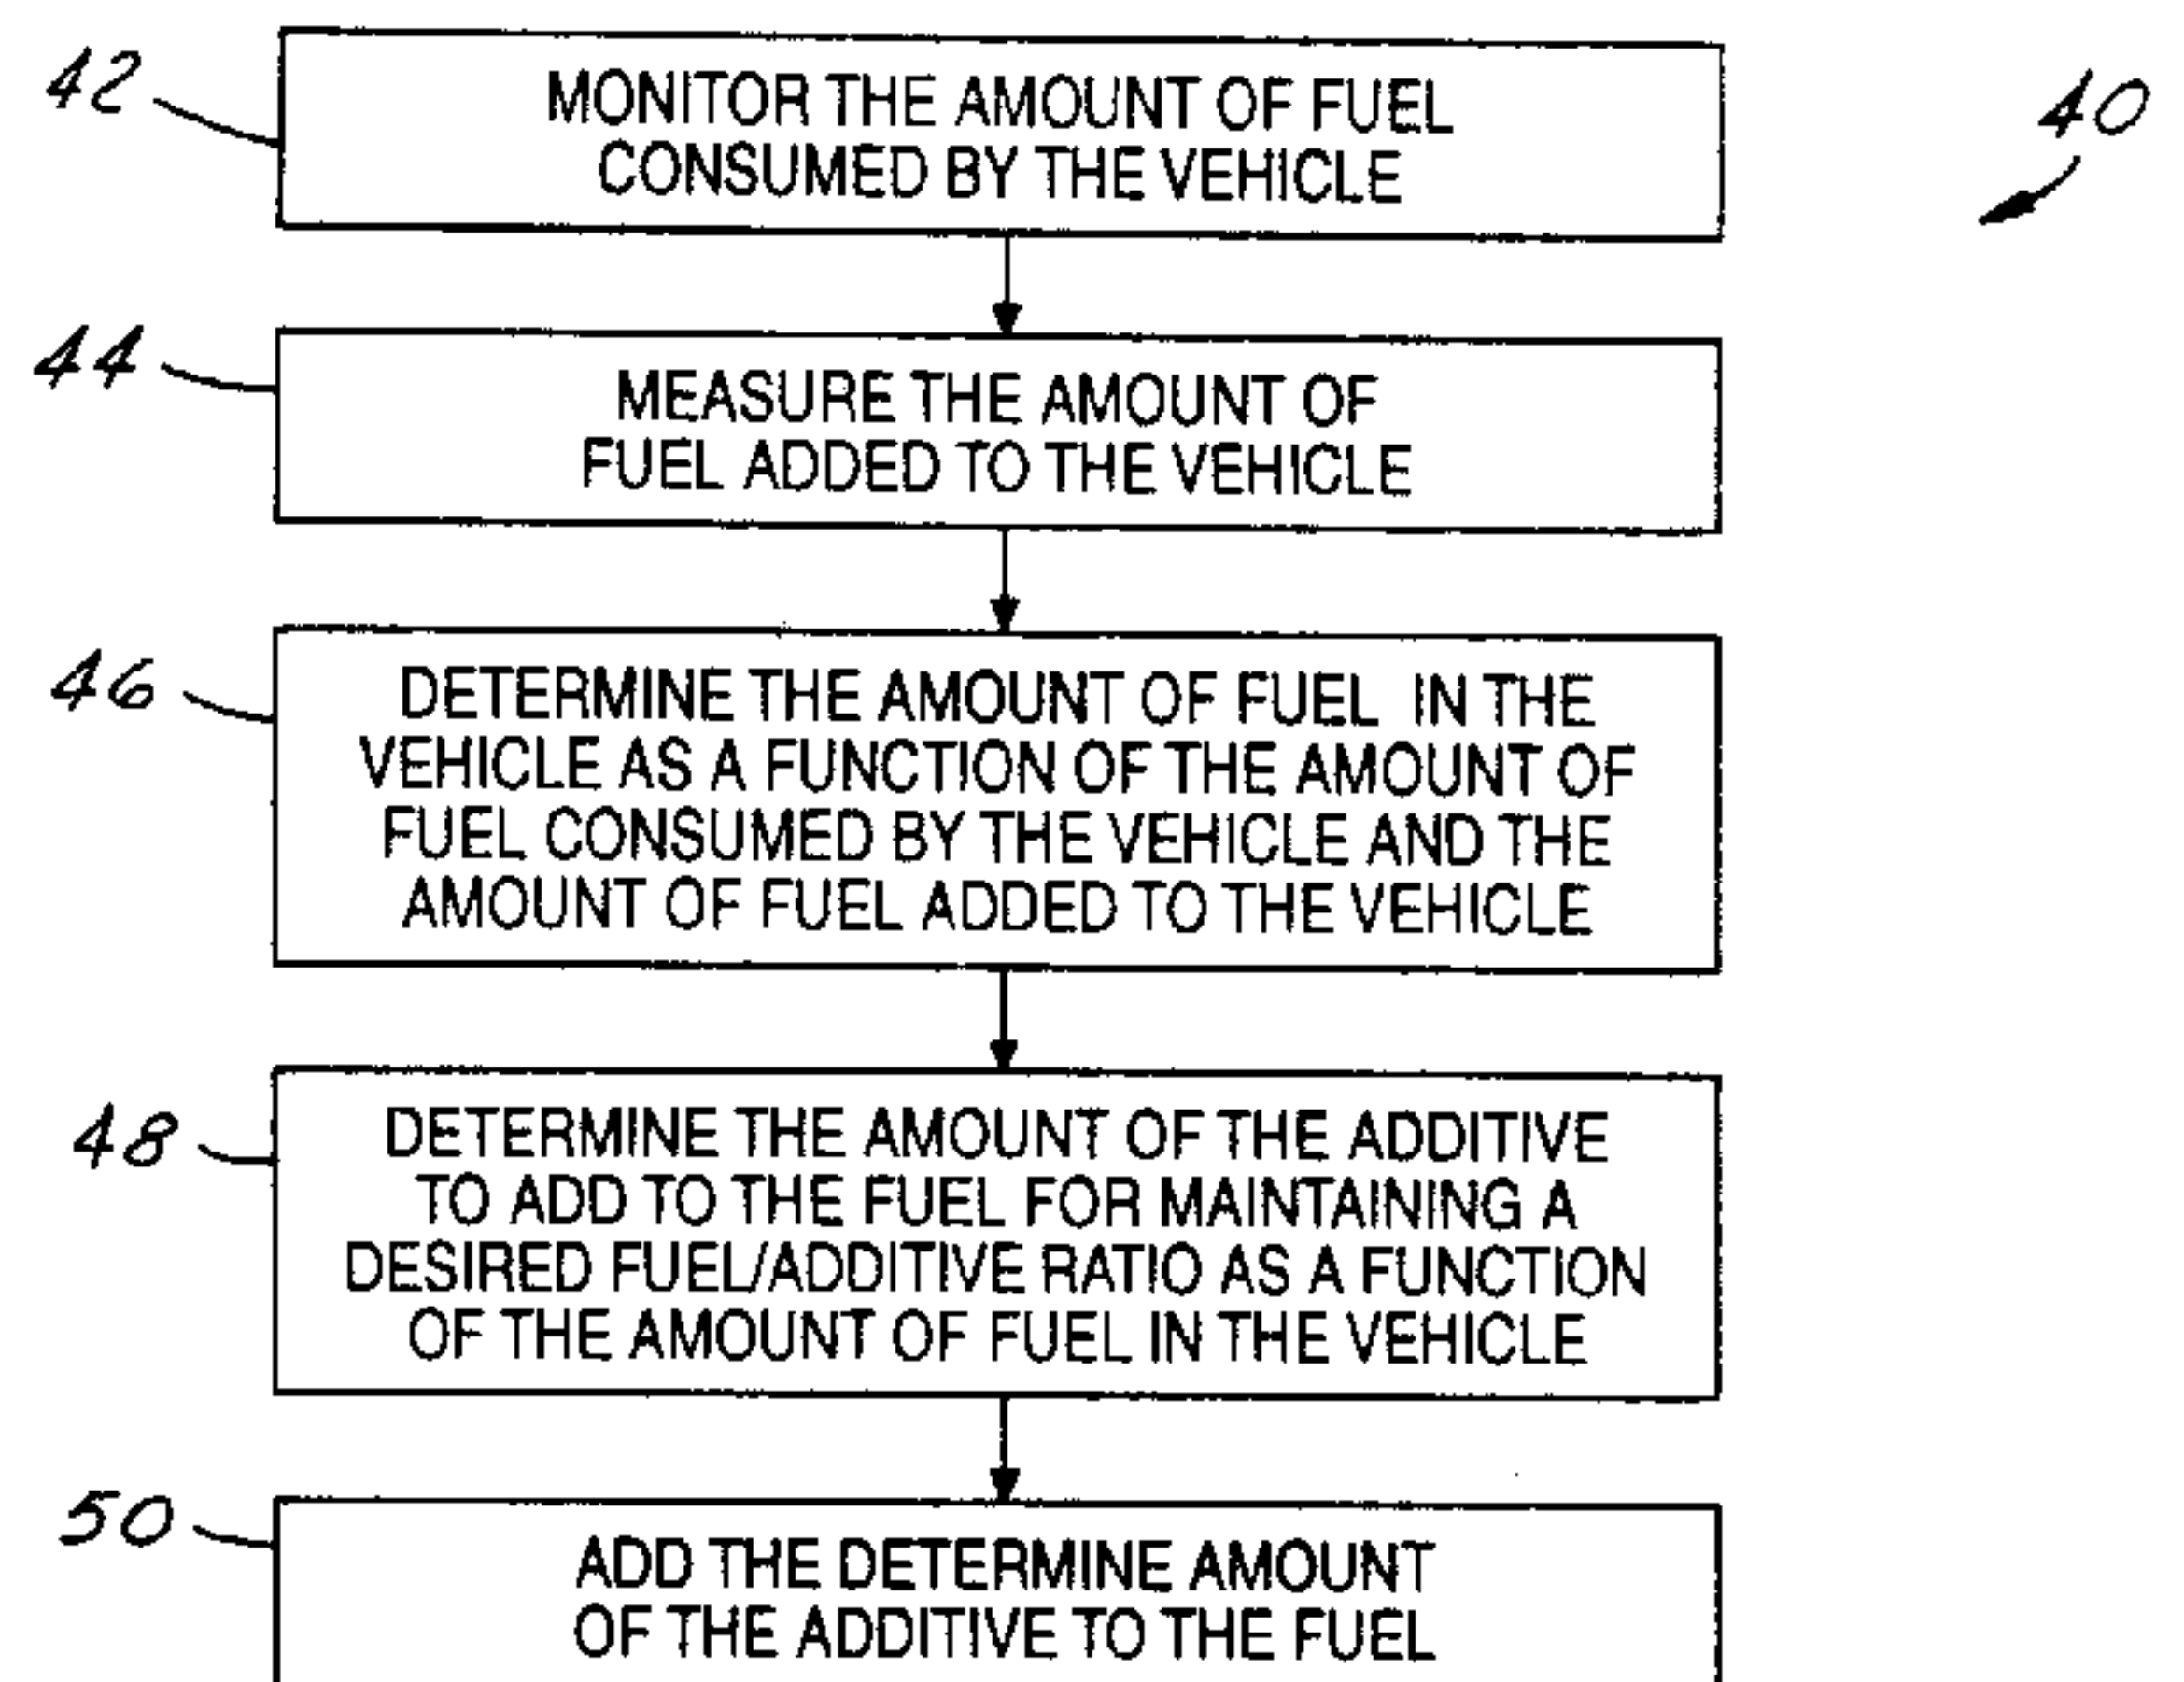 42
MONITOR THE AMOUNT OF FUEL
CONSUMED BY THE VEHICLE
40
44
MEASURE THE AMOUNT OF
FUEL ADDED TO THE VEHICLE
46
DETERMINE THE AMOUNT OF FUEL IN THE
VEHICLE AS A FUNCTION OF THE AMOUNT OF
FUEL CONSUMED BY THE VEHICLE AND THE
AMOUNT OF FUEL ADDED TO THE VEHICLE
48
DETERMINE THE AMOUNT OF THE ADDITIVE
TO ADD TO THE FUEL FOR MAINTAINING A
DESIRED FUEL/ADDITIVE RATIO AS A FUNCTION
OF THE AMOUNT OF FUEL IN THE VEHICLE
50
ADD THE DETERMINE AMOUNT
OF THE ADDITIVE TO THE FUEL